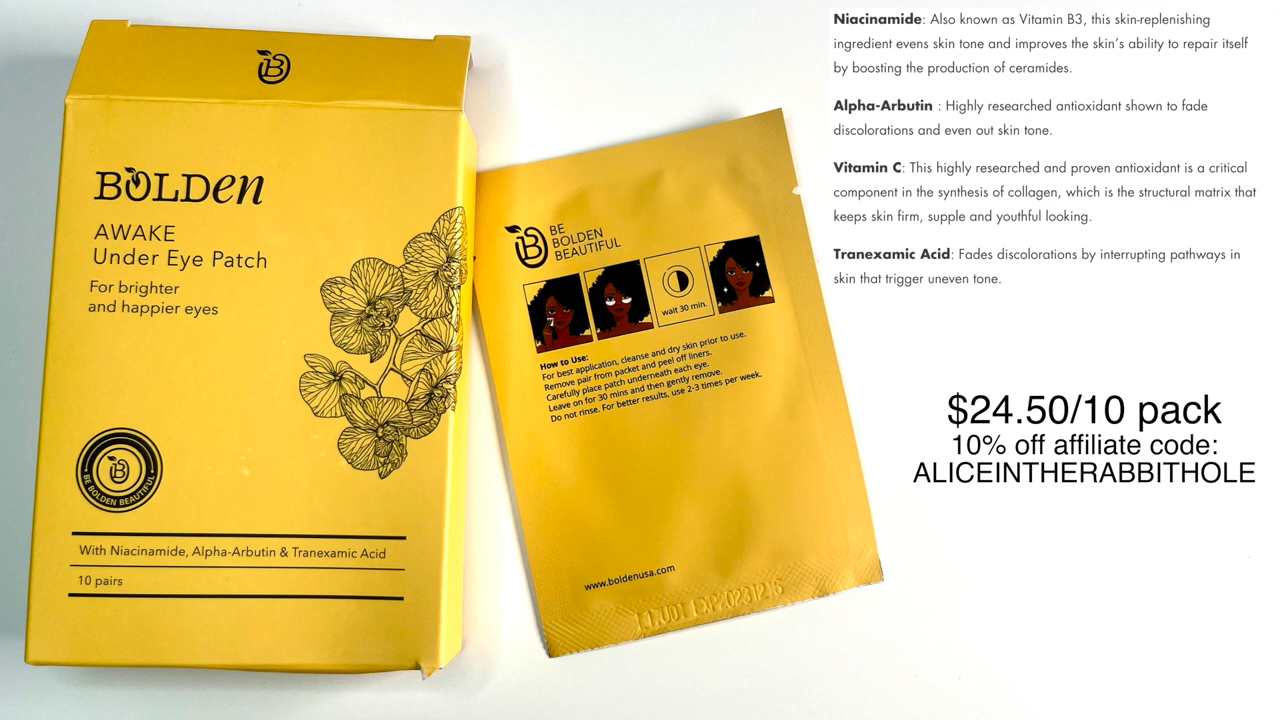 BOLDen
AWAKE
Under Eye Patch
For brighter
and happier eyes
BE BOLDEN BEAUTIFUL
With Niacinamide, Alpha-Arbutin & Tranexamic Acid
10 pairs
BE
BOLDEN
BEAUTIFUL
wait 30 min.
How to Use:
For best application, cleanse and dry skin prior to use.
Remove pair from packet and peel off liners.
Carefully place patch underneath each eye.
Leave on for 30 mins and then gently remove.
Do not rinse. For better results, use 2-3 times per week.
www.boldenusa.com
EXP20231216
Niacinamide: Also known as Vitamin B3, this skin-replenishing
ingredient evens skin tone and improves the skin’s ability to repair itself
by boosting the production of ceramides.
Alpha-Arbutin : Highly researched antioxidant shown to fade
discolorations and even out skin tone.
Vitamin C: This highly researched and proven antioxidant is a critical
component in the synthesis of collagen, which is the structural matrix that
keeps skin firm, supple and youthful looking.
Tranexamic Acid: Fades discolorations by interrupting pathways in
skin that trigger uneven tone.
$24.50/10 pack
10% off affiliate code:
ALICEINTHERABBITHOLE